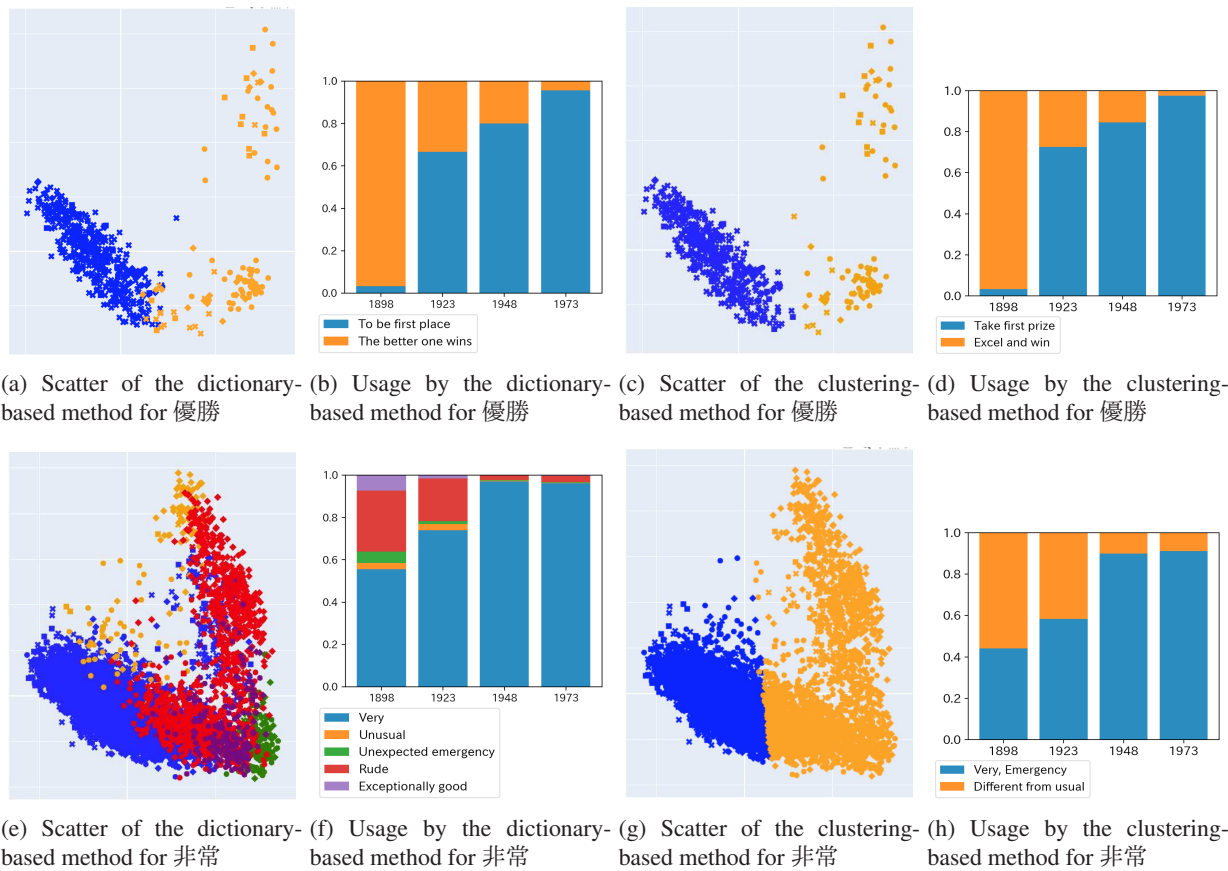 1.0
0.8
0.6
0.4
0.2
0.0
1898 1923 1948 1973
To be first place
The better one wins
1.0
0.8
0.6
0.4
0.2
0.0
1898 1923 1948 1973
Take first prize
Excel and win
(a) Scatter of the dictionary-
based method for 優勝
(b) Usage by the dictionary-
based method for 優勝
(c) Scatter of the clustering-
based method for 優勝
(d) Usage by the clustering-
based method for 優勝
1.0
0.8
0.6
0.4
0.2
0.0
1898 1923 1948 1973
Very
Unusual
Unexpected emergency
Rude
Exceptionally good
1.0
0.8
0.6
0.4
0.2
0.0
1898 1923 1948 1973
Very, Emergency
Different from usual
(e) Scatter of the dictionary-
based method for 非常
(f) Usage by the dictionary-
based method for 非常
(g) Scatter of the clustering-
based method for 非常
(h) Usage by the clustering-
based method for 非常